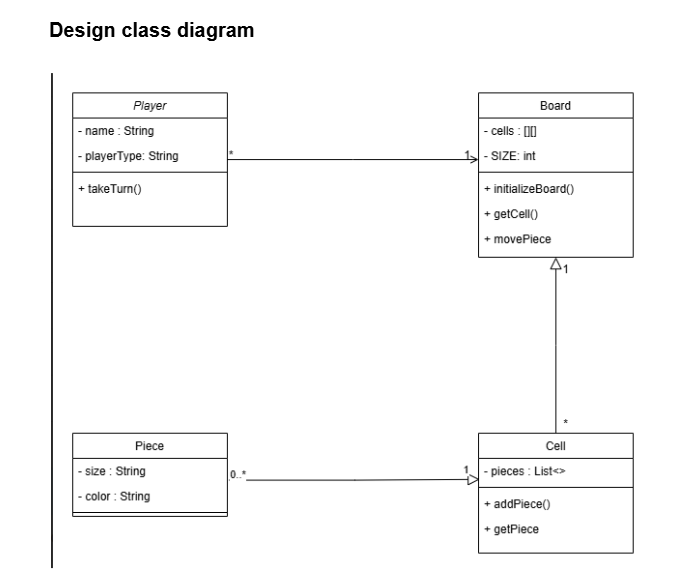 Design class diagram
Player
- name : String
- playerType: String
+ takeTurn()
*
1
Board
- cells : [][]
- SIZE: int
+ initializeBoard()
+ getCell()
+ movePiece
1
*
Piece
- size : String
- color : String
0..*
1
Cell
- pieces : List<>
+ addPiece()
+ getPiece